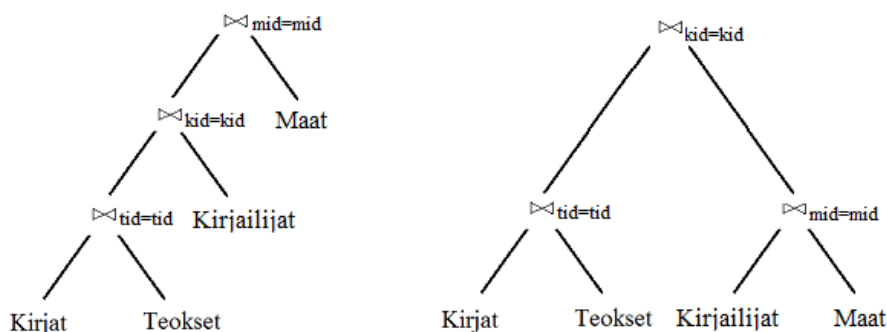 ⋈mid=mid
⋈kid=kid
⋈kid=kid
Maat
⋈tid=tid
Kirjailijat
⋈tid=tid
⋈mid=mid
Kirjat
Teokset
Kirjat
Teokset
Kirjailijat
Maat